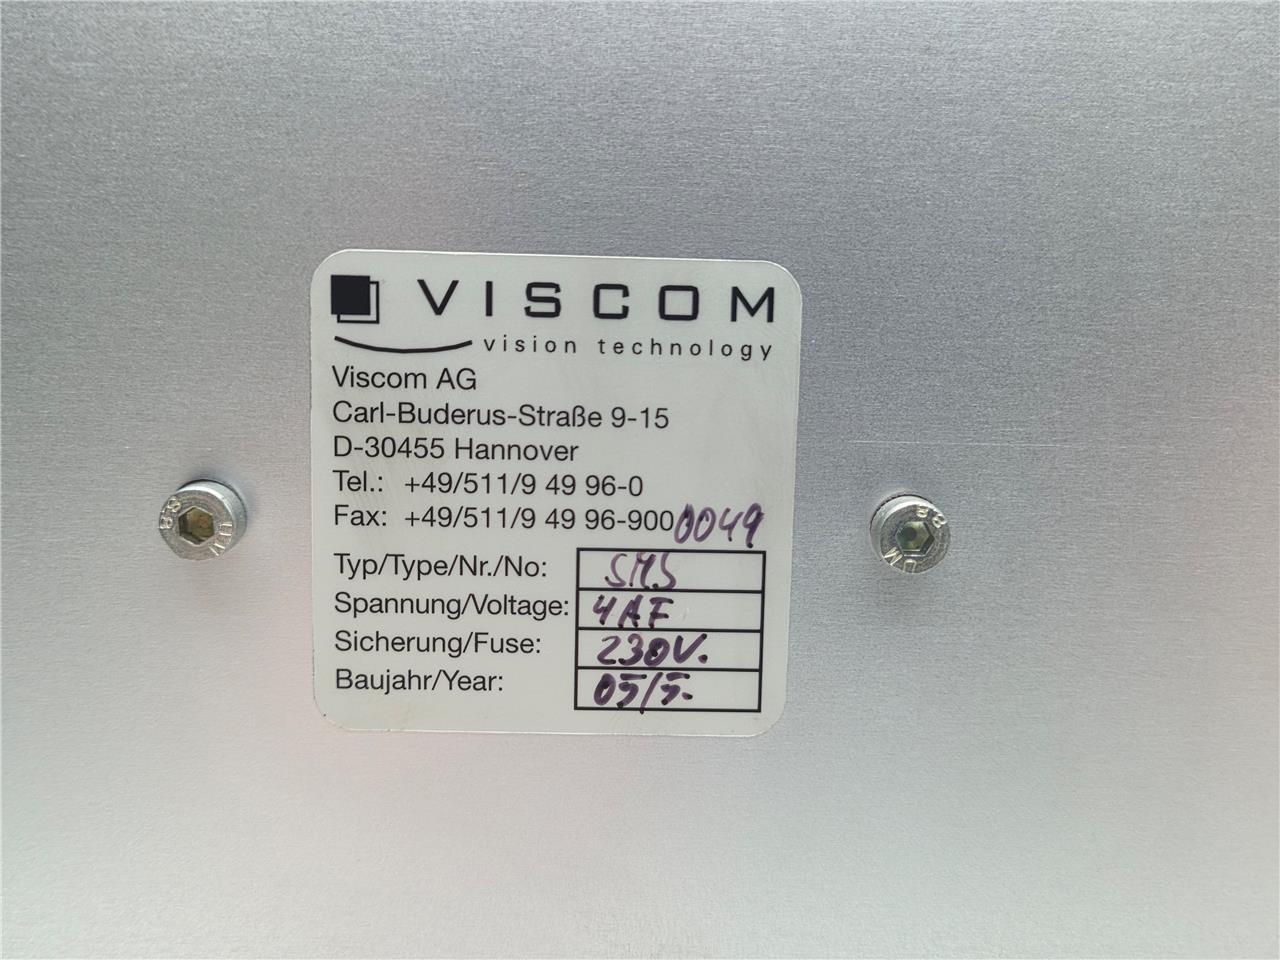 VISCOM
vision technology
Viscom AG
Carl-Buderus-Straße 9-15
D-30455 Hannover
Tel.: +49/511/9 49 96-0
Fax: +49/511/9 49 96-900 0049
Typ/Type/Nr./No: SMS
Spannung/Voltage: 4AF
Sicherung/Fuse: 230V.
Baujahr/Year: 05/5.